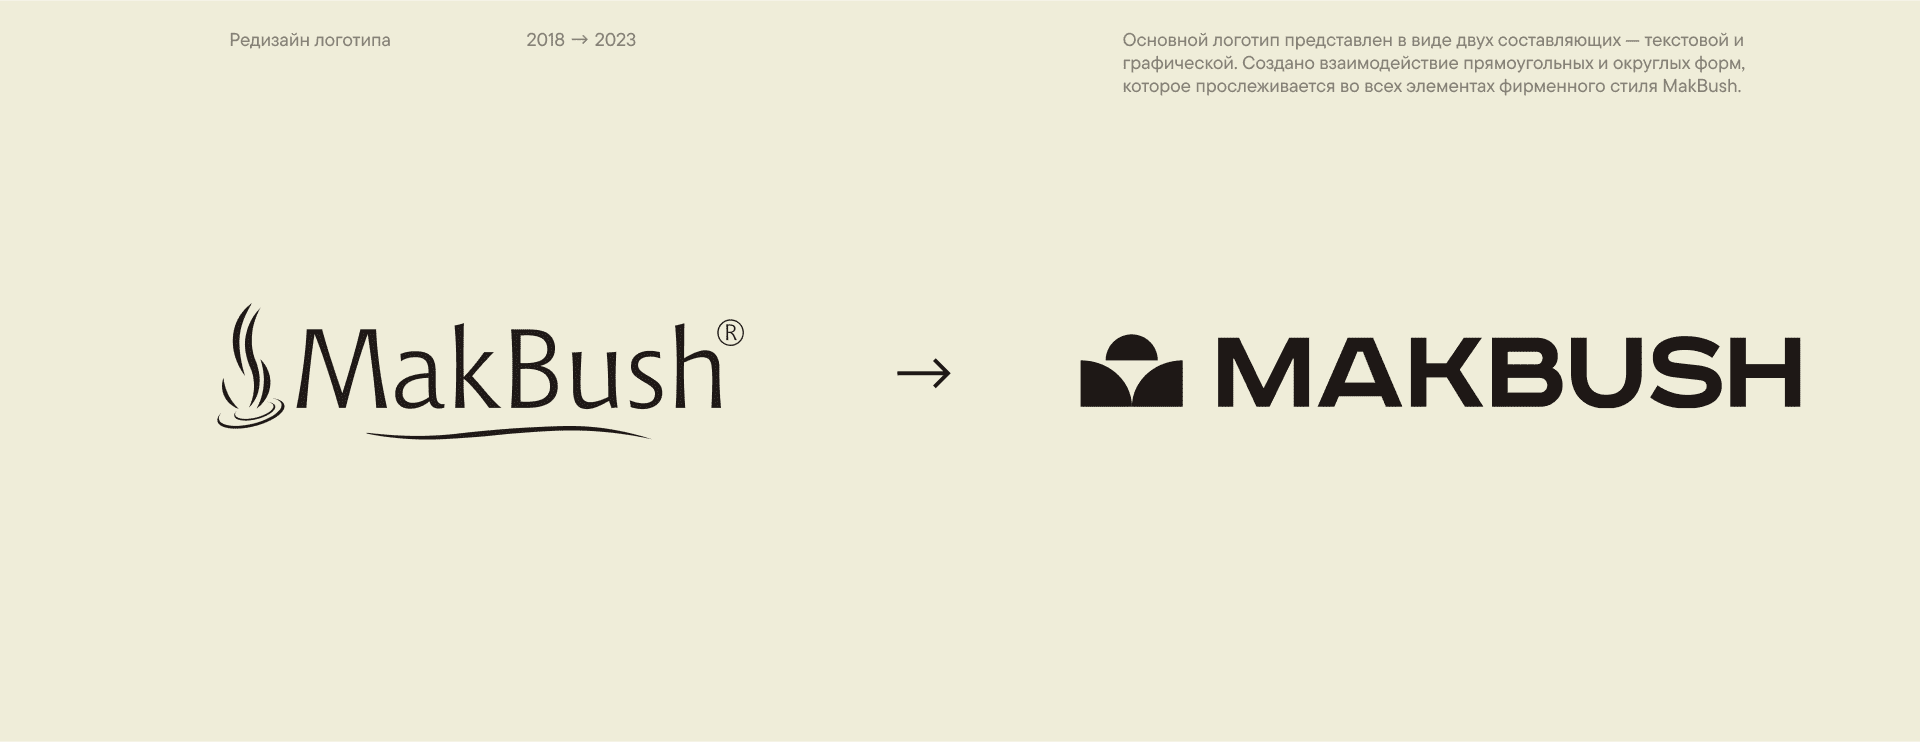 Редизайн логотипа
2018 → 2023
Основной логотип представлен в виде двух составляющих — текстовой и
графической. Создано взаимодействие прямоугольных и округлых форм,
которое прослеживается во всех элементах фирменного стиля MakBush.
MakBush®
→
MAKBUSH